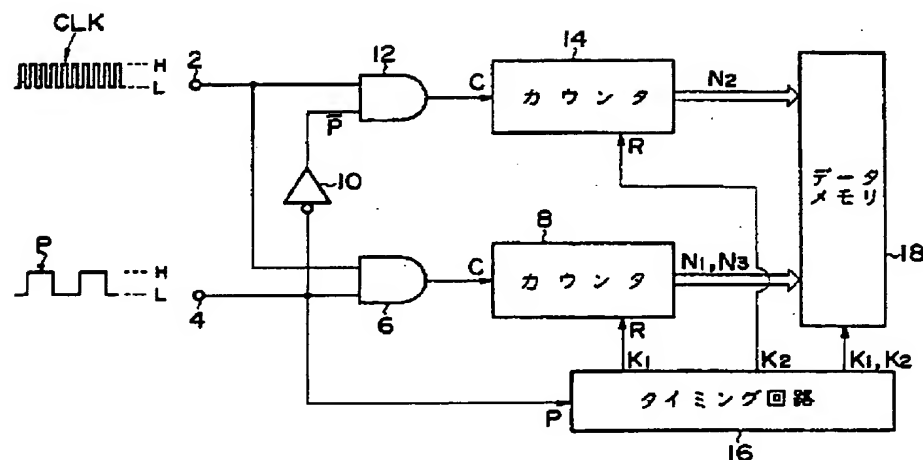 CLK
H
L
2
12
P̅
C
14
カウンタ
R
N2
10
データ
メモリ
18
P
H
L
4
6
C
8
カウンタ
R
N1, N3
K1
K2
K1, K2
P
タイミング回路
16